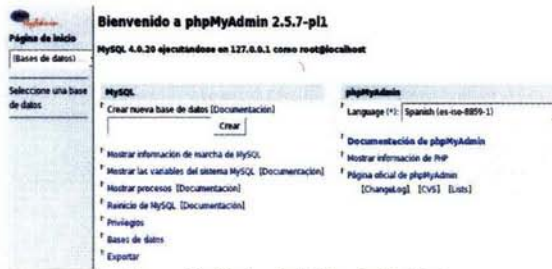 phpMyAdmin
Página de inicio
(Bases de datos) ...
Seleccione una base
de datos
Bienvenido a phpMyAdmin 2.5.7-pl1
MySQL 4.0.20 ejecutándose en 127.0.0.1 como root@localhost
MySQL
Crear nueva base de datos [Documentación]
Crear
Mostrar información de marcha de MySQL
Mostrar las variables del sistema MySQL [Documentación]
Mostrar procesos [Documentación]
Reinicio de MySQL [Documentación]
Privilegios
Bases de datos
Exportar
phpMyAdmin
Language (*): Spanish (es-iso-8859-1)
Documentación de phpMyAdmin
Mostrar información de PHP
Página oficial de phpMyAdmin
[ChangeLog] [CVS] [Lists]